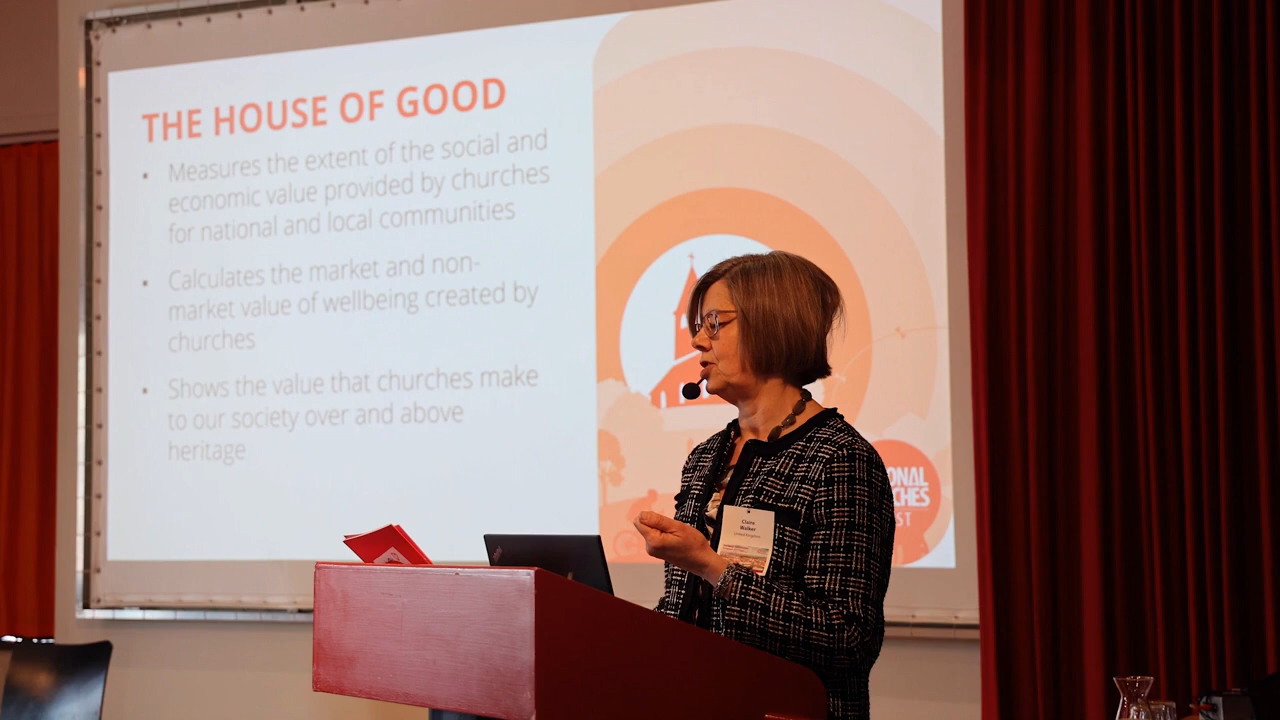 THE HOUSE OF GOOD
▪ Measures the extent of the social and
economic value provided by churches
for national and local communities
▪ Calculates the market and non-
market value of wellbeing created by
churches
▪ Shows the value that churches make
to our society over and above
heritage
ONAL
CHES
ST
Claire
Walker
United Kingdom